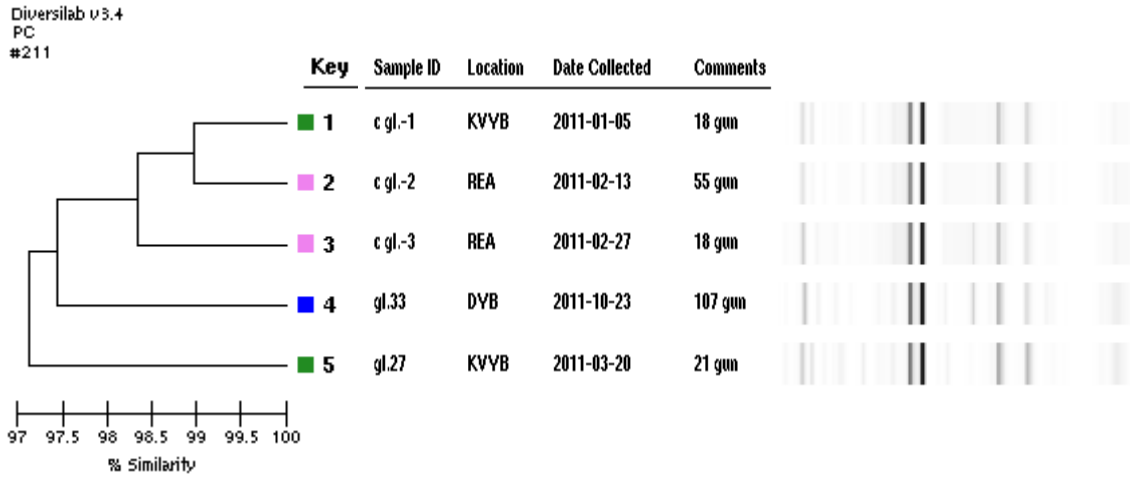 Diversilab v3.4
PC
#211
Key Sample ID Location Date Collected Comments
1 c gl.-1 KVYB 2011-01-05 18 gun
2 c gl.-2 REA 2011-02-13 55 gun
3 c gl.-3 REA 2011-02-27 18 gun
4 gl.33 DYB 2011-10-23 107 gun
5 gl.27 KVYB 2011-03-20 21 gun
97 97.5 98 98.5 99 99.5 100
% Similarity